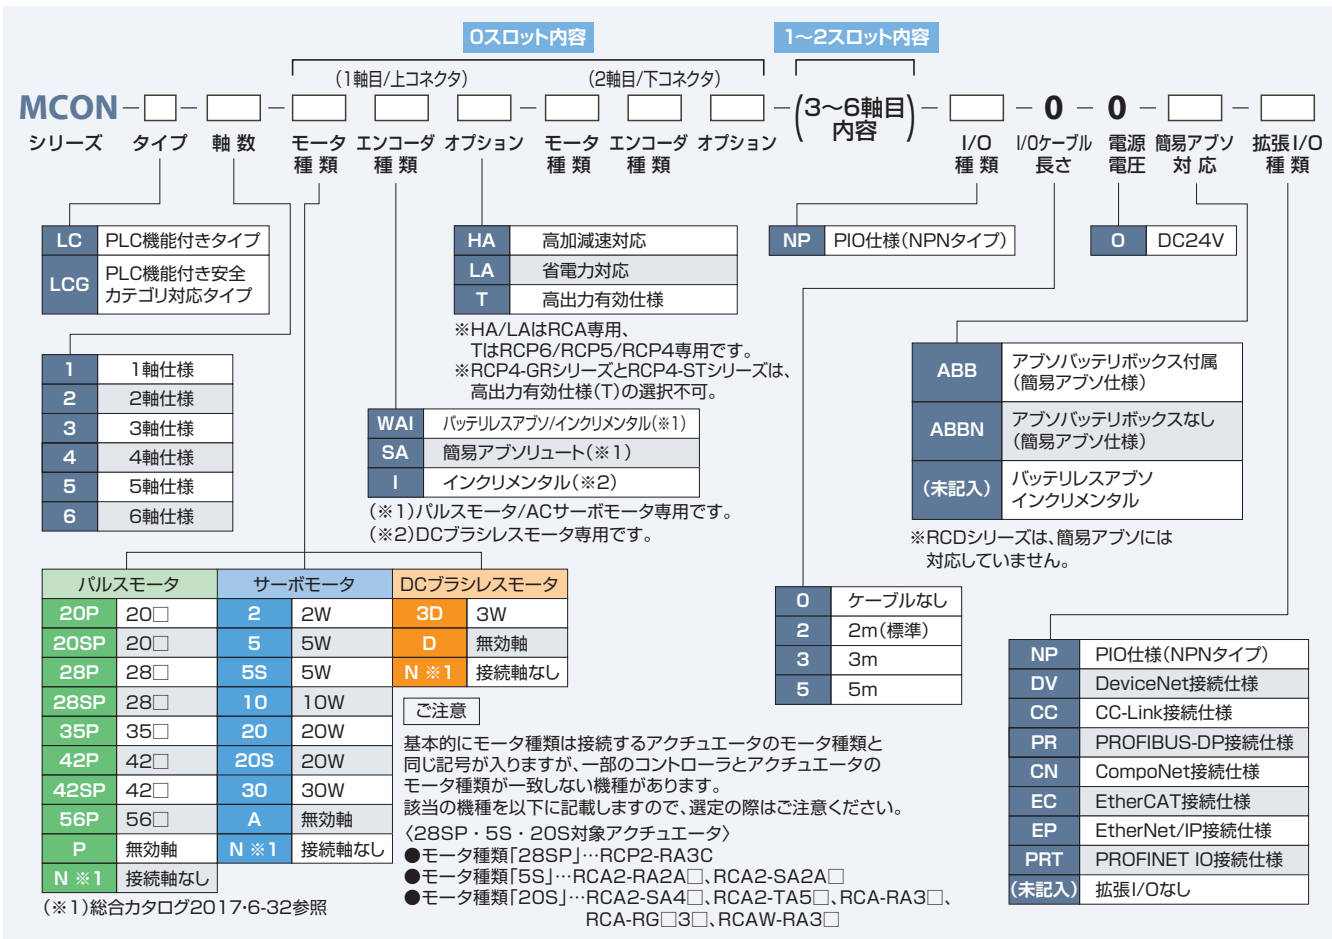 0スロット内容
1～2スロット内容
(1軸目/上コネクタ)
(2軸目/下コネクタ)
MCON－□－□－□□□－□□□－(3～6軸目内容)－□－0－0－□－□
シリーズ
タイプ
軸数
モータ種類
エンコーダ種類
オプション
モータ種類
エンコーダ種類
オプション
I/O種類
I/Oケーブル長さ
電源電圧
簡易アブソ対応
拡張I/O種類
LC PLC機能付きタイプ
LCG PLC機能付き安全
カテゴリ対応タイプ
1 1軸仕様
2 2軸仕様
3 3軸仕様
4 4軸仕様
5 5軸仕様
6 6軸仕様
HA 高加減速対応
LA 省電力対応
T 高出力有効仕様
※HA/LAはRCA専用、
TはRCP6/RCP5/RCP4専用です。
※RCP4-GRシリーズとRCP4-STシリーズは、
高出力有効仕様(T)の選択不可。
WAI バッテリレスアブソ/インクリメンタル(※1)
SA 簡易アブソリュート(※1)
I インクリメンタル(※2)
(※1)パルスモータ/ACサーボモータ専用です。
(※2)DCブラシレスモータ専用です。
NP PIO仕様(NPNタイプ)
0 DC24V
ABB アブソバッテリボックス付属
(簡易アブソ仕様)
ABBN アブソバッテリボックスなし
(簡易アブソ仕様)
(未記入) バッテリレスアブソ
インクリメンタル
※RCDシリーズは、簡易アブソには
対応していません。
パルスモータ
20P 20□
20SP 20□
28P 28□
28SP 28□
35P 35□
42P 42□
42SP 42□
56P 56□
P 無効軸
N ※1 接続軸なし
サーボモータ
2 2W
5 5W
5S 5W
10 10W
20 20W
20S 20W
30 30W
A 無効軸
N ※1 接続軸なし
DCブラシレスモータ
3D 3W
D 無効軸
N ※1 接続軸なし
(※1)総合カタログ2017・6-32参照
ご注意
基本的にモータ種類は接続するアクチュエータのモータ種類と
同じ記号が入りますが、一部のコントローラとアクチュエータの
モータ種類が一致しない機種があります。
該当の機種を以下に記載しますので、選定の際はご注意ください。
〈28SP・5S・20S対象アクチュエータ〉
●モータ種類「28SP」…RCP2-RA3C
●モータ種類「5S」…RCA2-RA2A□、RCA2-SA2A□
●モータ種類「20S」…RCA2-SA4□、RCA2-TA5□、RCA-RA3□、
RCA-RG□3□、RCAW-RA3□
0 ケーブルなし
2 2m(標準)
3 3m
5 5m
NP PIO仕様(NPNタイプ)
DV DeviceNet接続仕様
CC CC-Link接続仕様
PR PROFIBUS-DP接続仕様
CN CompoNet接続仕様
EC EtherCAT接続仕様
EP EtherNet/IP接続仕様
PRT PROFINET IO接続仕様
(未記入) 拡張I/Oなし